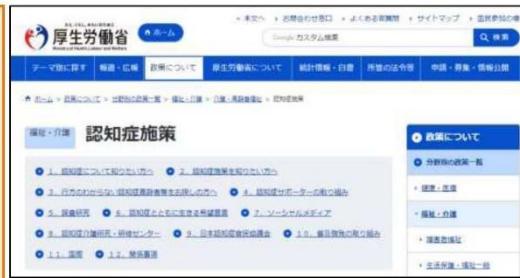 本文へ お問合わせ窓口 よくある御質問 サイトマップ 国民参加の場
厚生労働省
ホーム
Google カスタム検索
検索
テーマ別に探す 報道・広報 政策について 厚生労働省について 統計情報・白書 所管の法令等 申請・募集・情報公開
ホーム > 政策について > 分野別の政策一覧 > 福祉・介護 > 介護・高齢者福祉 > 認知症施策
福祉・介護 認知症施策
政策について
分野別の政策一覧
1. 認知症について知りたい方へ 2. 認知症施策を知りたい方へ
3. 行方のわからない認知症高齢者等をお探しの方へ 4. 認知症サポーターの取り組み
健康・医療
5. 調査研究 6. 認知症とともに生きる希望宣言 7. ソーシャルメディア
福祉・介護
8. 認知症介護研究・研修センター 9. 日本認知症官民協議会 10. 普及啓発の取り組み
障害者福祉
11. 国際 12. 関係事項
生活保護・福祉一般